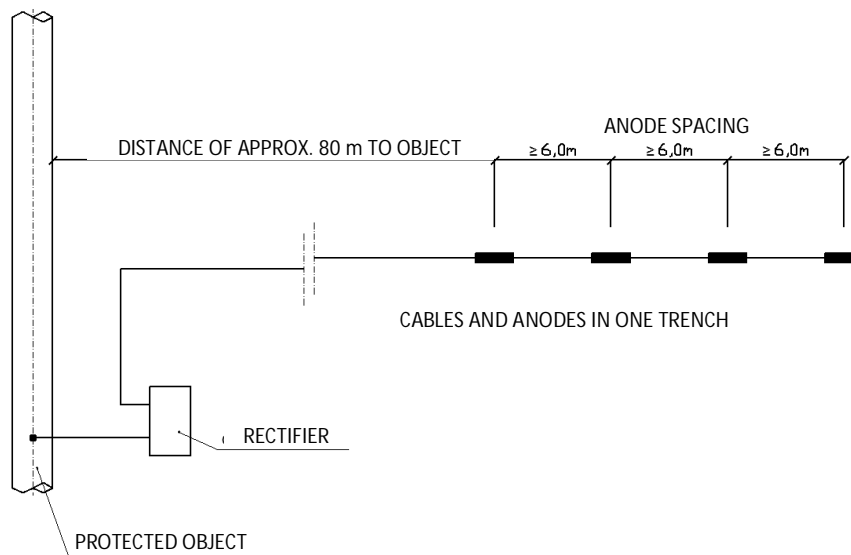 ANODE SPACING
DISTANCE OF APPROX. 80 m TO OBJECT ≥6,0m ≥6,0m ≥6,0m
CABLES AND ANODES IN ONE TRENCH
RECTIFIER
PROTECTED OBJECT